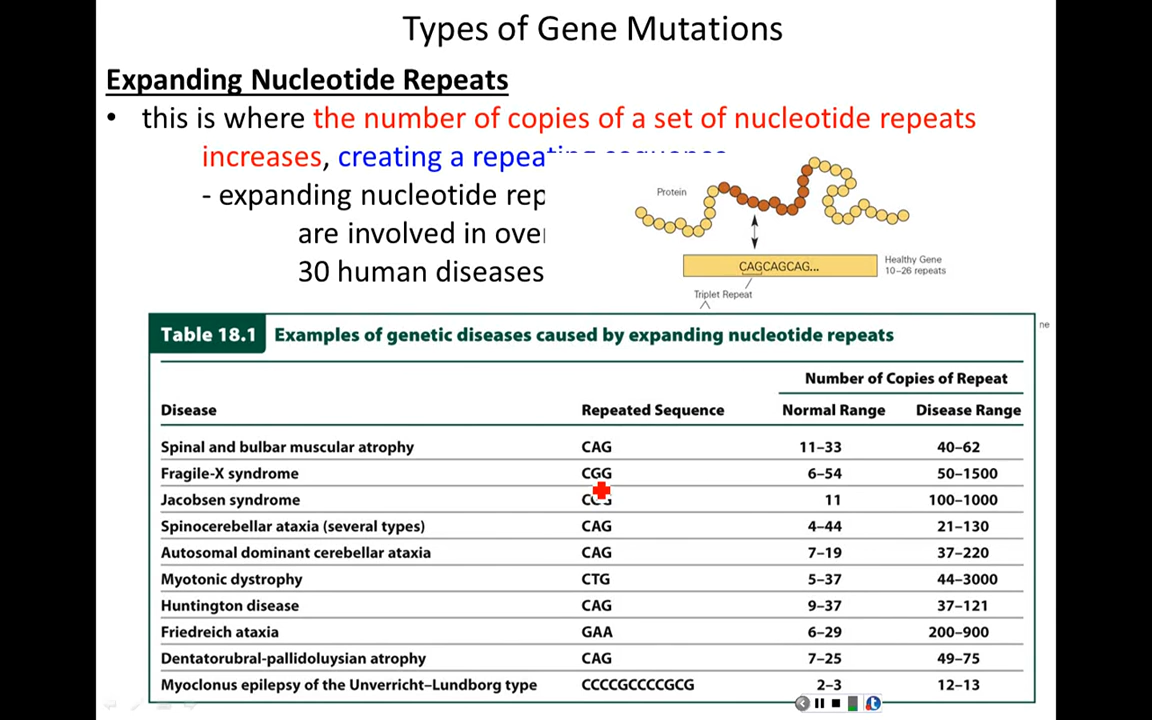 Types of Gene Mutations
Expanding Nucleotide Repeats
• this is where the number of copies of a set of nucleotide repeats
increases, creating a repeating sequence
- expanding nucleotide rep
are involved in over
30 human diseases
Protein
CAGCAGCAG...
Healthy Gene
10–26 repeats
Triplet Repeat
ne
Table 18.1 Examples of genetic diseases caused by expanding nucleotide repeats
Number of Copies of Repeat
Disease Repeated Sequence Normal Range Disease Range
Spinal and bulbar muscular atrophy CAG 11–33 40–62
Fragile-X syndrome CGG 6–54 50–1500
Jacobsen syndrome 11 100–1000
Spinocerebellar ataxia (several types) CAG 4–44 21–130
Autosomal dominant cerebellar ataxia CAG 7–19 37–220
Myotonic dystrophy CTG 5–37 44–3000
Huntington disease CAG 9–37 37–121
Friedreich ataxia GAA 6–29 200–900
Dentatorubral-pallidoluysian atrophy CAG 7–25 49–75
Myoclonus epilepsy of the Unverricht–Lundborg type CCCCGCCCCGCG 2–3 12–13